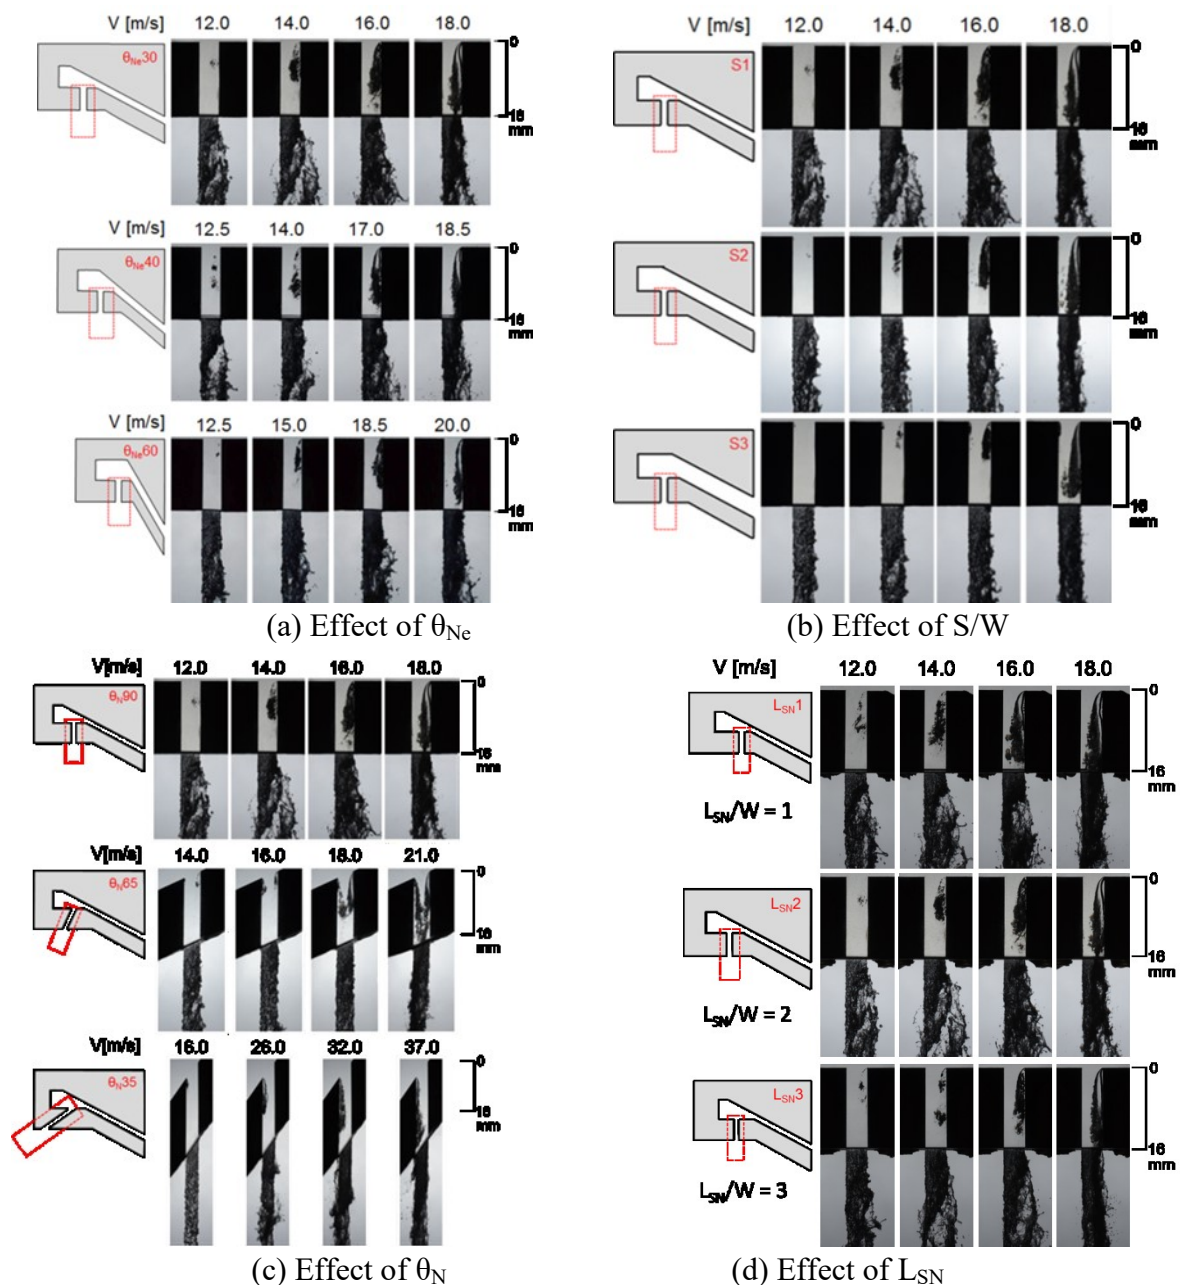 V [m/s] 12.0 14.0 16.0 18.0
θNe30
0
16
mm
V [m/s] 12.5 14.0 17.0 18.5
θNe40
0
16
mm
V [m/s] 12.5 15.0 18.5 20.0
θNe60
0
16
mm
(a) Effect of θNe
V [m/s] 12.0 14.0 16.0 18.0
S1
0
16
mm
S2
0
16
mm
S3
0
16
mm
(b) Effect of S/W
V[m/s] 12.0 14.0 16.0 18.0
θN90
0
16
mm
V[m/s] 14.0 16.0 18.0 21.0
θN65
0
16
mm
V[m/s] 16.0 26.0 32.0 37.0
θN35
0
16
mm
(c) Effect of θN
V [m/s] 12.0 14.0 16.0 18.0
LSN1
0
16
mm
LSN/W = 1
LSN2
0
16
mm
LSN/W = 2
LSN3
0
16
mm
LSN/W = 3
(d) Effect of LSN